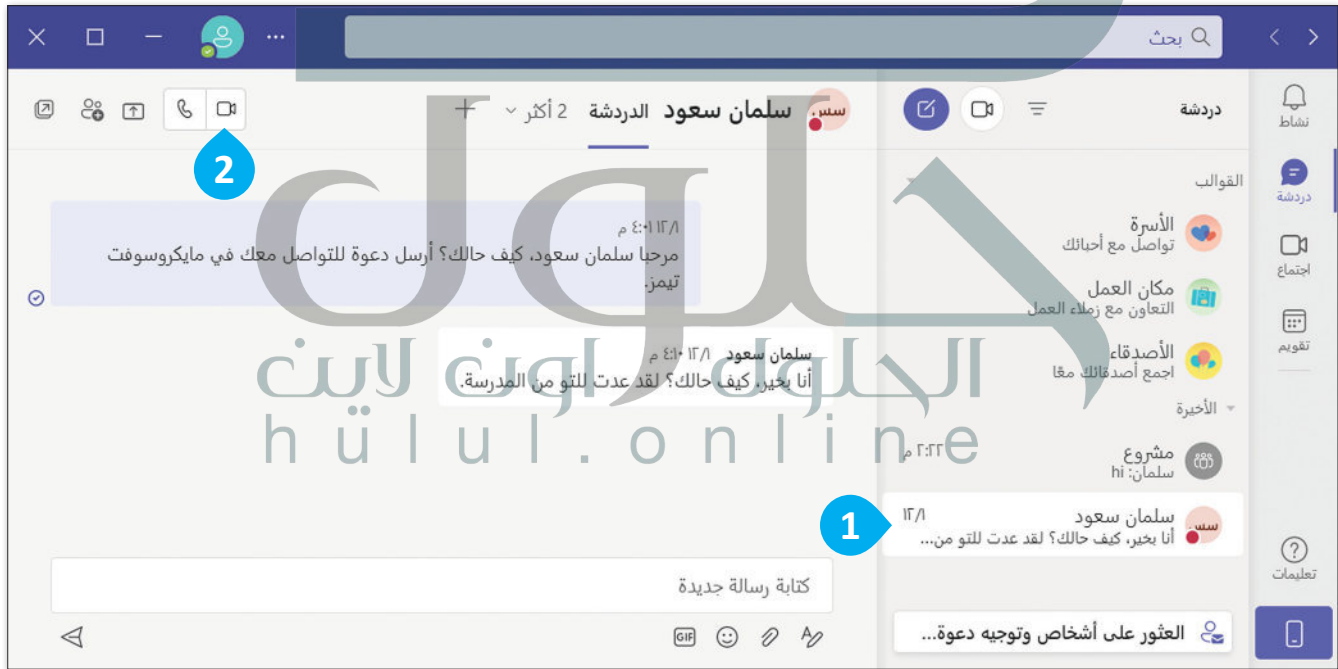 بحث
نشاط
دردشة
اجتماع
تقويم
تعليمات
دردشة
القوالب
الأسرة
تواصل مع أحبائك
مكان العمل
التعاون مع زملاء العمل
الأصدقاء
اجمع أصدقائك معًا
الأخيرة
مشروع
٢:٢٢ م
سلمان: hi
سلمان سعود
١٢/١
أنا بخير، كيف حالك؟ لقد عدت للتو من...
1
العثور على أشخاص وتوجيه دعوة...
سس سلمان سعود الدردشة 2 أكثر
2
١٢/١ ٤:٠١ م
مرحبا سلمان سعود، كيف حالك؟ أرسل دعوة للتواصل معك في مايكروسوفت
تيمز.
سلمان سعود ١٢/١ ٤:١٠ م
أنا بخير، كيف حالك؟ لقد عدت للتو من المدرسة.
كتابة رسالة جديدة
GIF
سس
حلول
الحلول اون لاين
hülul.online